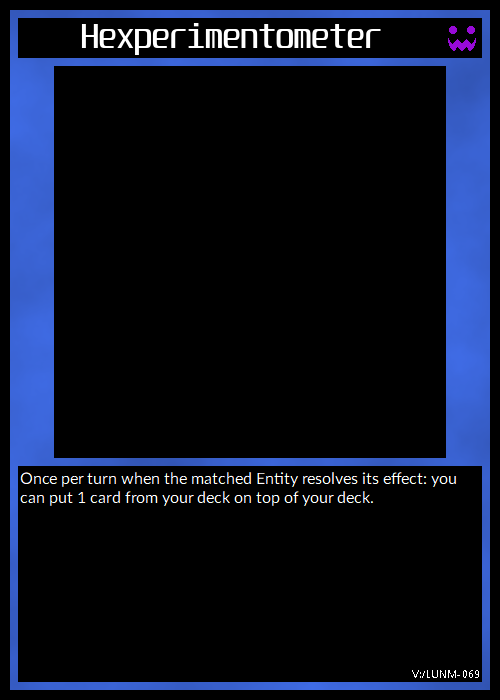 Hexperimentometer
Once per turn when the matched Entity resolves its effect: you
can put 1 card from your deck on top of your deck.
V:/LUNM-069